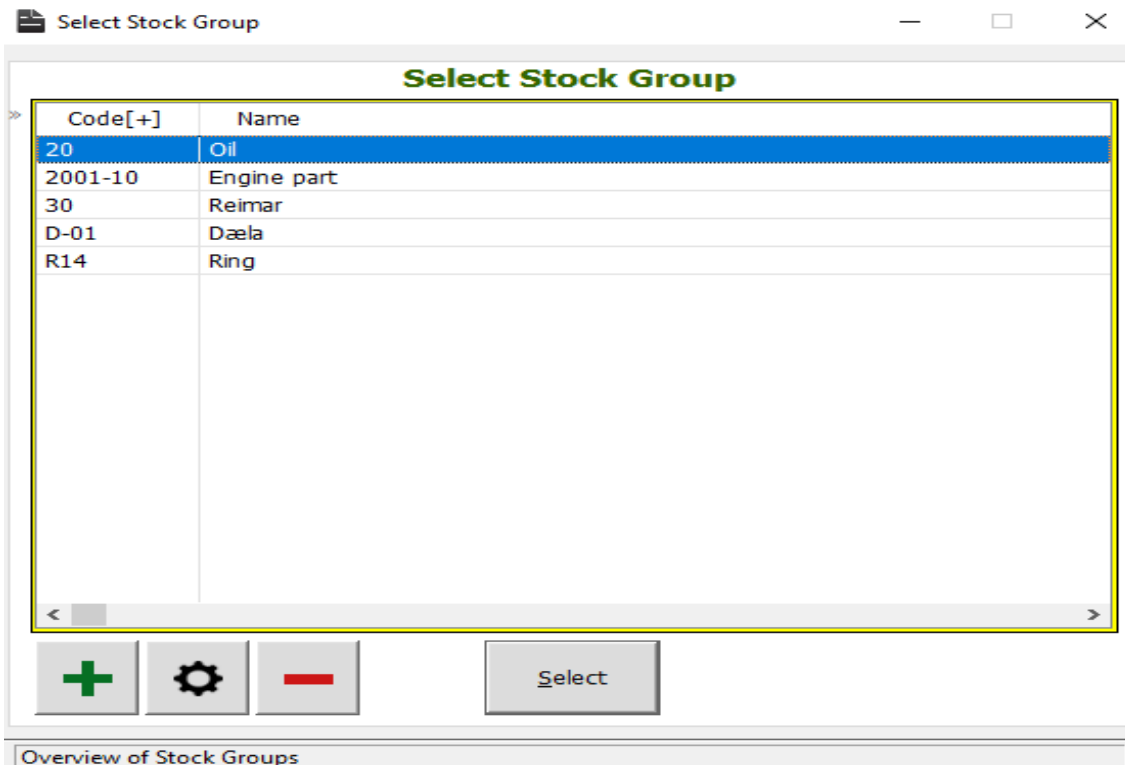 Select Stock Group
Select Stock Group
Code[+] Name
20 Oil
2001-10 Engine part
30 Reimar
D-01 Dæla
R14 Ring
Select
Overview of Stock Groups